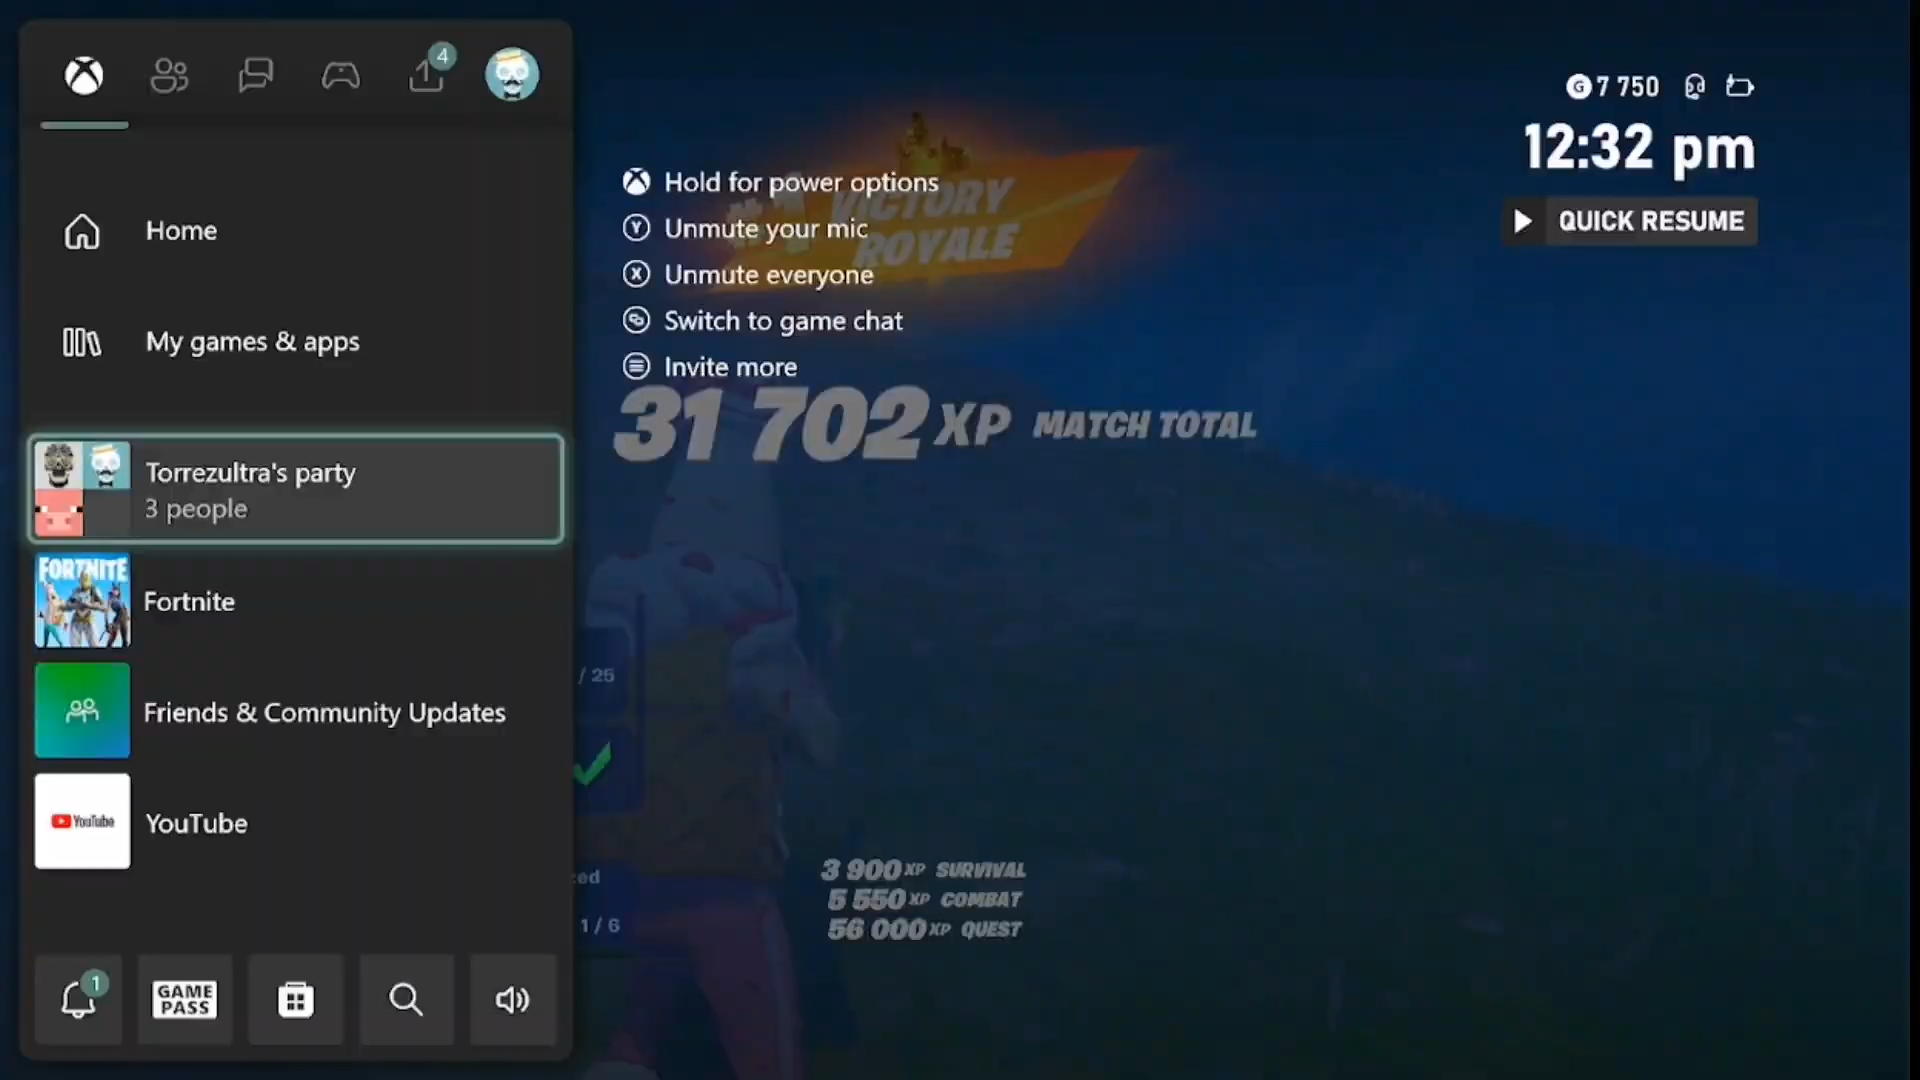 4
Home
My games & apps
Torrezultra's party
3 people
FORTNITE
Fortnite
Friends & Community Updates
YouTube
YouTube
1
GAME
PASS
Hold for power options
#1 VICTORY
ROYALE
Y Unmute your mic
X Unmute everyone
Switch to game chat
Invite more
31 702 XP MATCH TOTAL
/ 25
1 / 6
3 900 XP SURVIVAL
5 550 XP COMBAT
56 000 XP QUEST
G 7 750
12:32 pm
QUICK RESUME